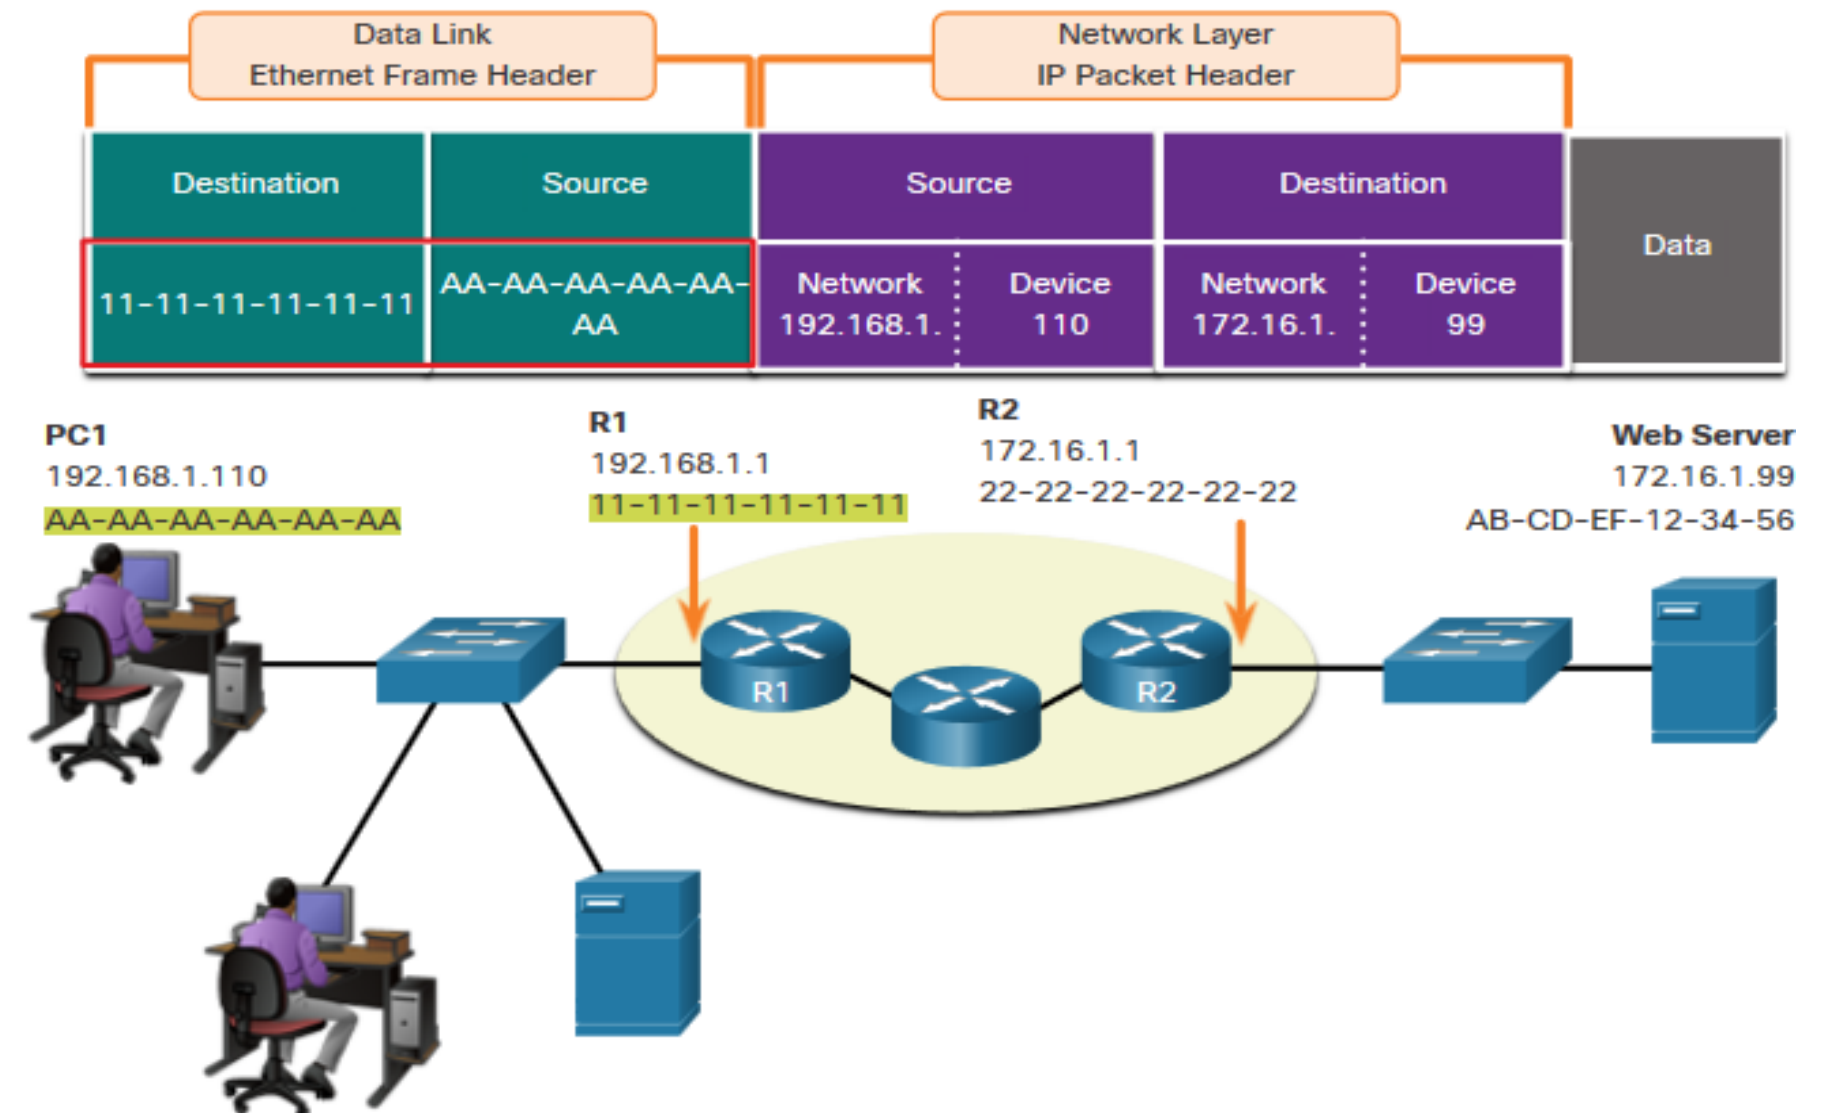 Data Link
Ethernet Frame Header
Network Layer
IP Packet Header
Destination
Source
Source
Destination
Data
11-11-11-11-11-11
AA-AA-AA-AA-AA-
AA
Network
192.168.1.
Device
110
Network
172.16.1.
Device
99
PC1
192.168.1.110
AA-AA-AA-AA-AA-AA
R1
192.168.1.1
11-11-11-11-11-11
R2
172.16.1.1
22-22-22-22-22-22
Web Server
172.16.1.99
AB-CD-EF-12-34-56
R1
R2